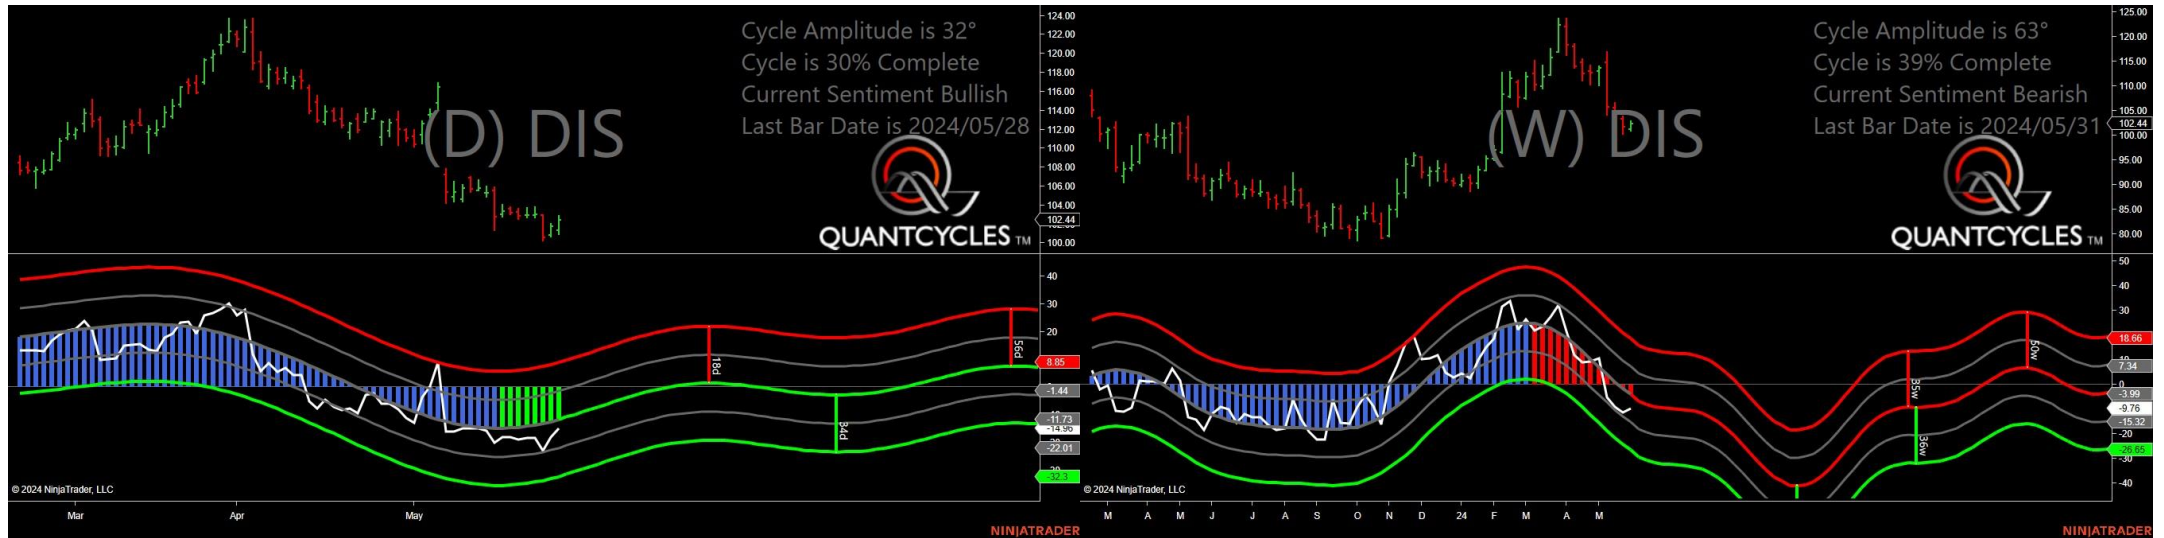 Cycle Amplitude is 32°
Cycle is 30% Complete
Current Sentiment Bullish
Last Bar Date is 2024/05/28
(D) DIS
QUANTCYCLES TM
124.00
122.00
120.00
118.00
116.00
114.00
112.00
110.00
108.00
106.00
104.00
102.44
100.00
40
30
20
8.85
-1.44
-11.73
-14.96
-22.01
-32.3
18d
34d
56d
© 2024 NinjaTrader, LLC
Mar Apr May
NINJATRADER
Cycle Amplitude is 63°
Cycle is 39% Complete
Current Sentiment Bearish
Last Bar Date is 2024/05/31
(W) DIS
QUANTCYCLES TM
125.00
120.00
115.00
110.00
105.00
102.44
100.00
95.00
90.00
85.00
80.00
50
40
30
18.66
7.34
0
-3.99
-9.76
-15.32
-20
-26.65
-30
-40
35w
36w
50w
© 2024 NinjaTrader, LLC
M A M J J A S O N D 24 F M A M
NINJATRADER